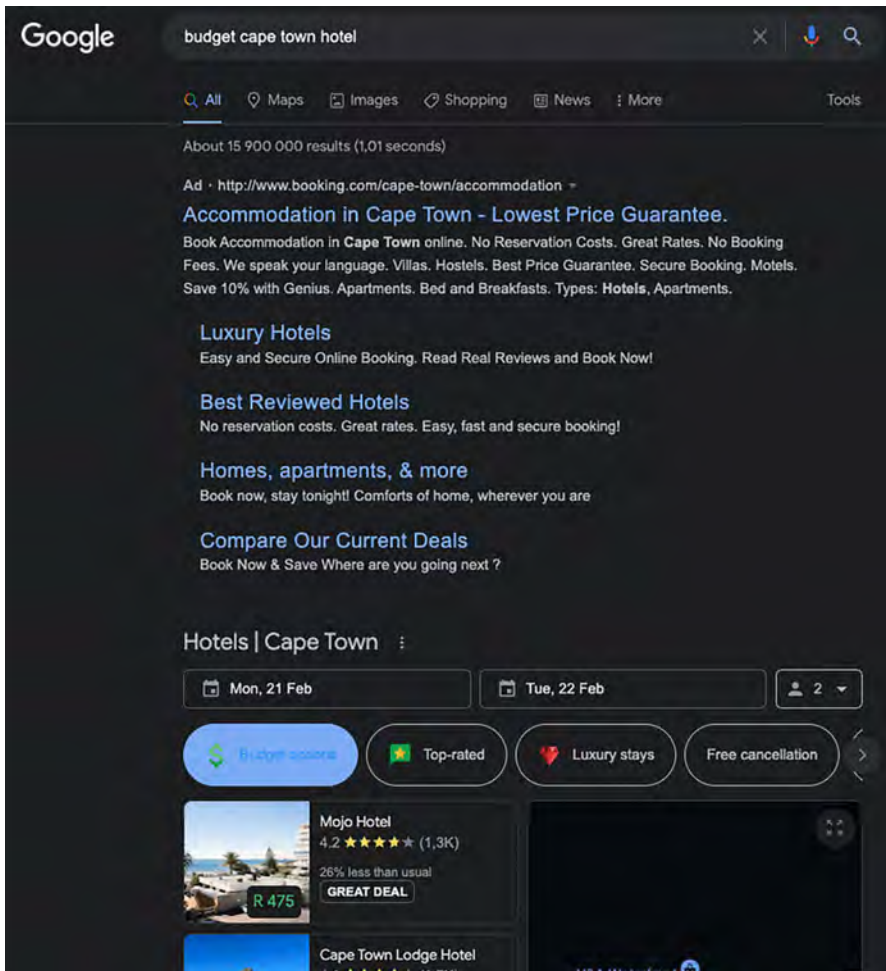 Google
budget cape town hotel
All Maps Images Shopping News More Tools
About 15 900 000 results (1,01 seconds)
Ad · http://www.booking.com/cape-town/accommodation
Accommodation in Cape Town - Lowest Price Guarantee.
Book Accommodation in Cape Town online. No Reservation Costs. Great Rates. No Booking
Fees. We speak your language. Villas. Hostels. Best Price Guarantee. Secure Booking. Motels.
Save 10% with Genius. Apartments. Bed and Breakfasts. Types: Hotels, Apartments.
Luxury Hotels
Easy and Secure Online Booking. Read Real Reviews and Book Now!
Best Reviewed Hotels
No reservation costs. Great rates. Easy, fast and secure booking!
Homes, apartments, & more
Book now, stay tonight! Comforts of home, wherever you are
Compare Our Current Deals
Book Now & Save Where are you going next ?
Hotels | Cape Town
Mon, 21 Feb Tue, 22 Feb 2
Budget options Top-rated Luxury stays Free cancellation
Mojo Hotel
4.2 (1,3K)
26% less than usual
GREAT DEAL
R 475
Cape Town Lodge Hotel